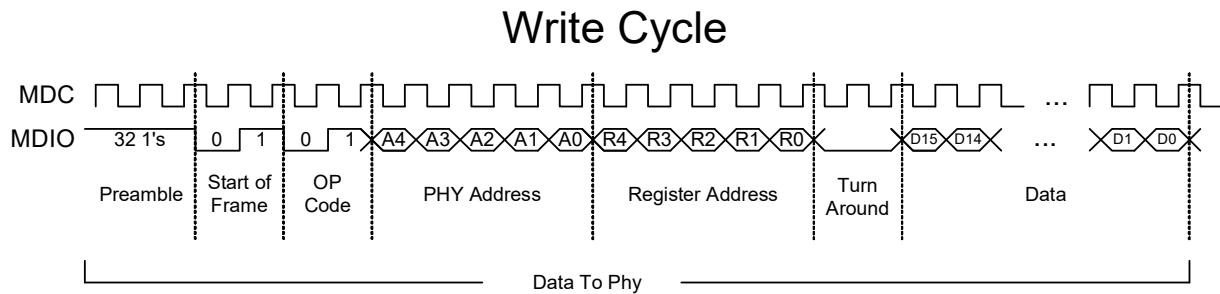 Write Cycle
MDC ...
MDIO 32 1's 0 1 0 1 A4 A3 A2 A1 A0 R4 R3 R2 R1 R0 D15 D14 ... D1 D0
Preamble Start of Frame OP Code PHY Address Register Address Turn Around Data
Data To Phy